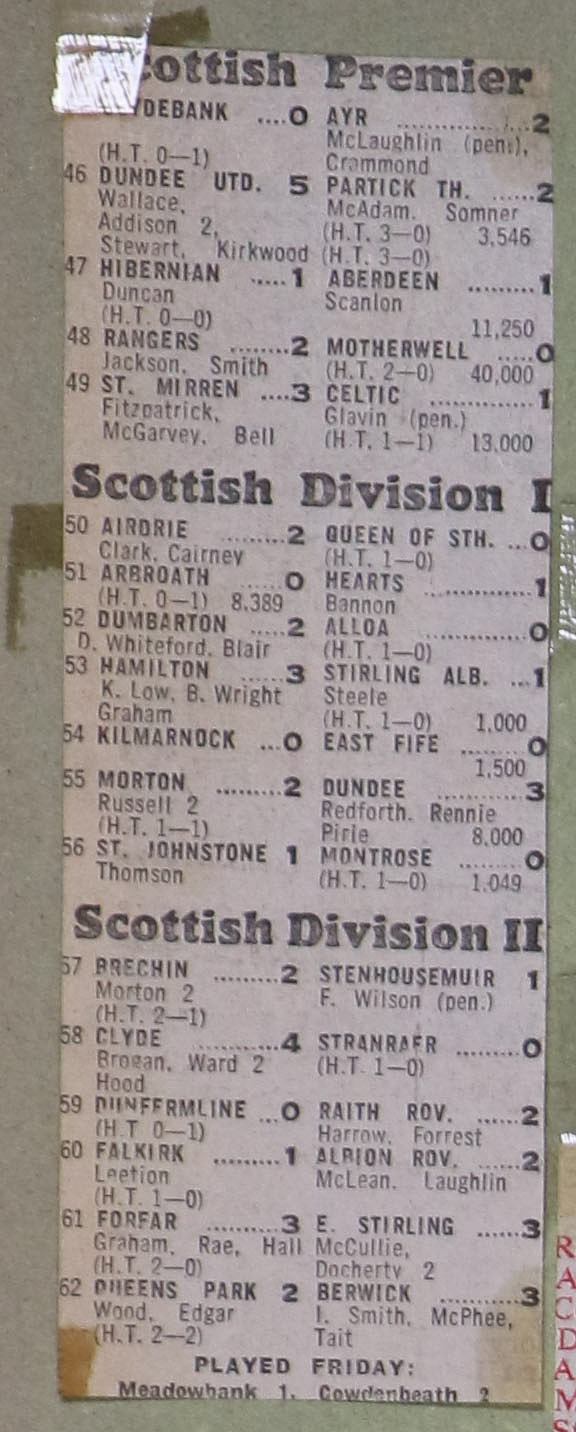 Scottish Premier
CLYDEBANK ....0 AYR ..............2
McLaughlin (pen.),
(H.T. 0—1) Crammond
46 DUNDEE UTD. 5 PARTICK TH. ......2
Wallace, McAdam. Somner
Addison 2, (H.T. 3—0) 3,546
Stewart, Kirkwood (H.T. 3—0)
47 HIBERNIAN .....1 ABERDEEN .........1
Duncan Scanlon
(H.T. 0—0)
11,250
48 RANGERS ........2 MOTHERWELL .....0
Jackson, Smith (H.T. 2—0) 40,000
49 ST. MIRREN ....3 CELTIC .............1
Fitzpatrick, Glavin (pen.)
McGarvey, Bell (H.T. 1—1) 13,000
Scottish Division I
50 AIRDRIE .........2 QUEEN OF STH. ...0
Clark, Cairney (H.T. 1—0)
51 ARBROATH ......0 HEARTS .............1
(H.T. 0—1) 8,389 Bannon
52 DUMBARTON .....2 ALLOA .............0
D. Whiteford, Blair (H.T. 1—0)
53 HAMILTON ......3 STIRLING ALB. ...1
K. Low, B. Wright Steele
Graham (H.T. 1—0) 1,000
54 KILMARNOCK ...0 EAST FIFE ........0
1,500
55 MORTON .........2 DUNDEE ............3
Russell 2 Redforth. Rennie
(H.T. 1—1) Pirie 8,000
56 ST. JOHNSTONE 1 MONTROSE ........0
Thomson (H.T. 1—0) 1,049
Scottish Division II
57 BRECHIN .........2 STENHOUSEMUIR 1
Morton 2 F. Wilson (pen.)
(H.T. 2—1)
58 CLYDE ............4 STRANRAER .........0
Brogan, Ward 2 (H.T. 1—0)
Hood
59 DUNFERMLINE ...0 RAITH ROV. ......2
(H.T 0—1) Harrow, Forrest
60 FALKIRK .........1 ALBION ROV. ......2
Leetion McLean, Laughlin
(H.T. 1—0)
61 FORFAR ..........3 E. STIRLING ......3
Graham, Rae, Hall McCullie,
(H.T. 2—0) Docherty 2
62 QUEENS PARK 2 BERWICK ..........3
Wood, Edgar I. Smith, McPhee,
(H.T. 2—2) Tait
PLAYED FRIDAY:
Meadowbank 1, Cowdenbeath 2
R
A
C
D
A
M